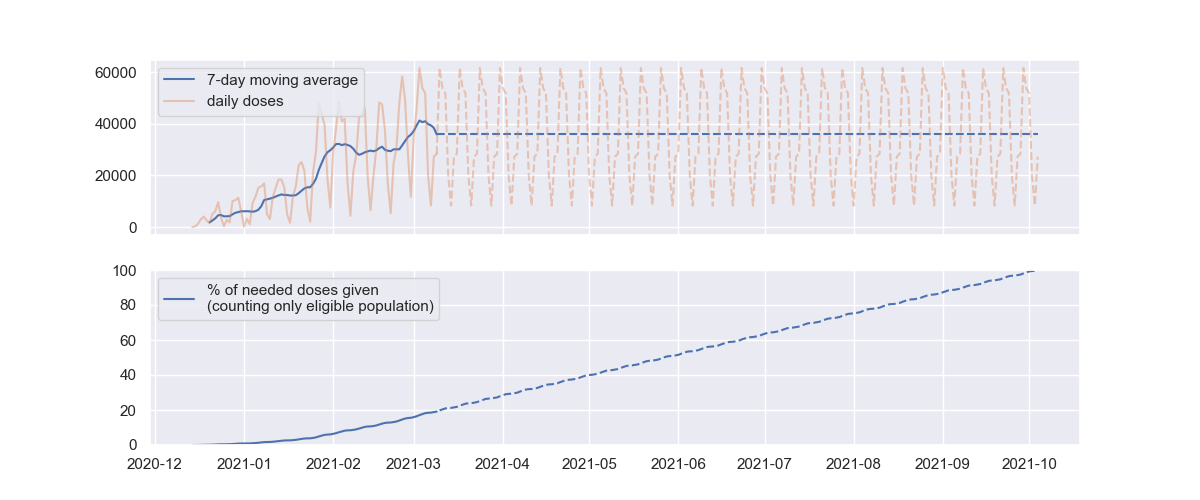 60000
40000
20000
0
7-day moving average
daily doses
100
80
60
40
20
0
% of needed doses given
(counting only eligible population)
2020-12 2021-01 2021-02 2021-03 2021-04 2021-05 2021-06 2021-07 2021-08 2021-09 2021-10